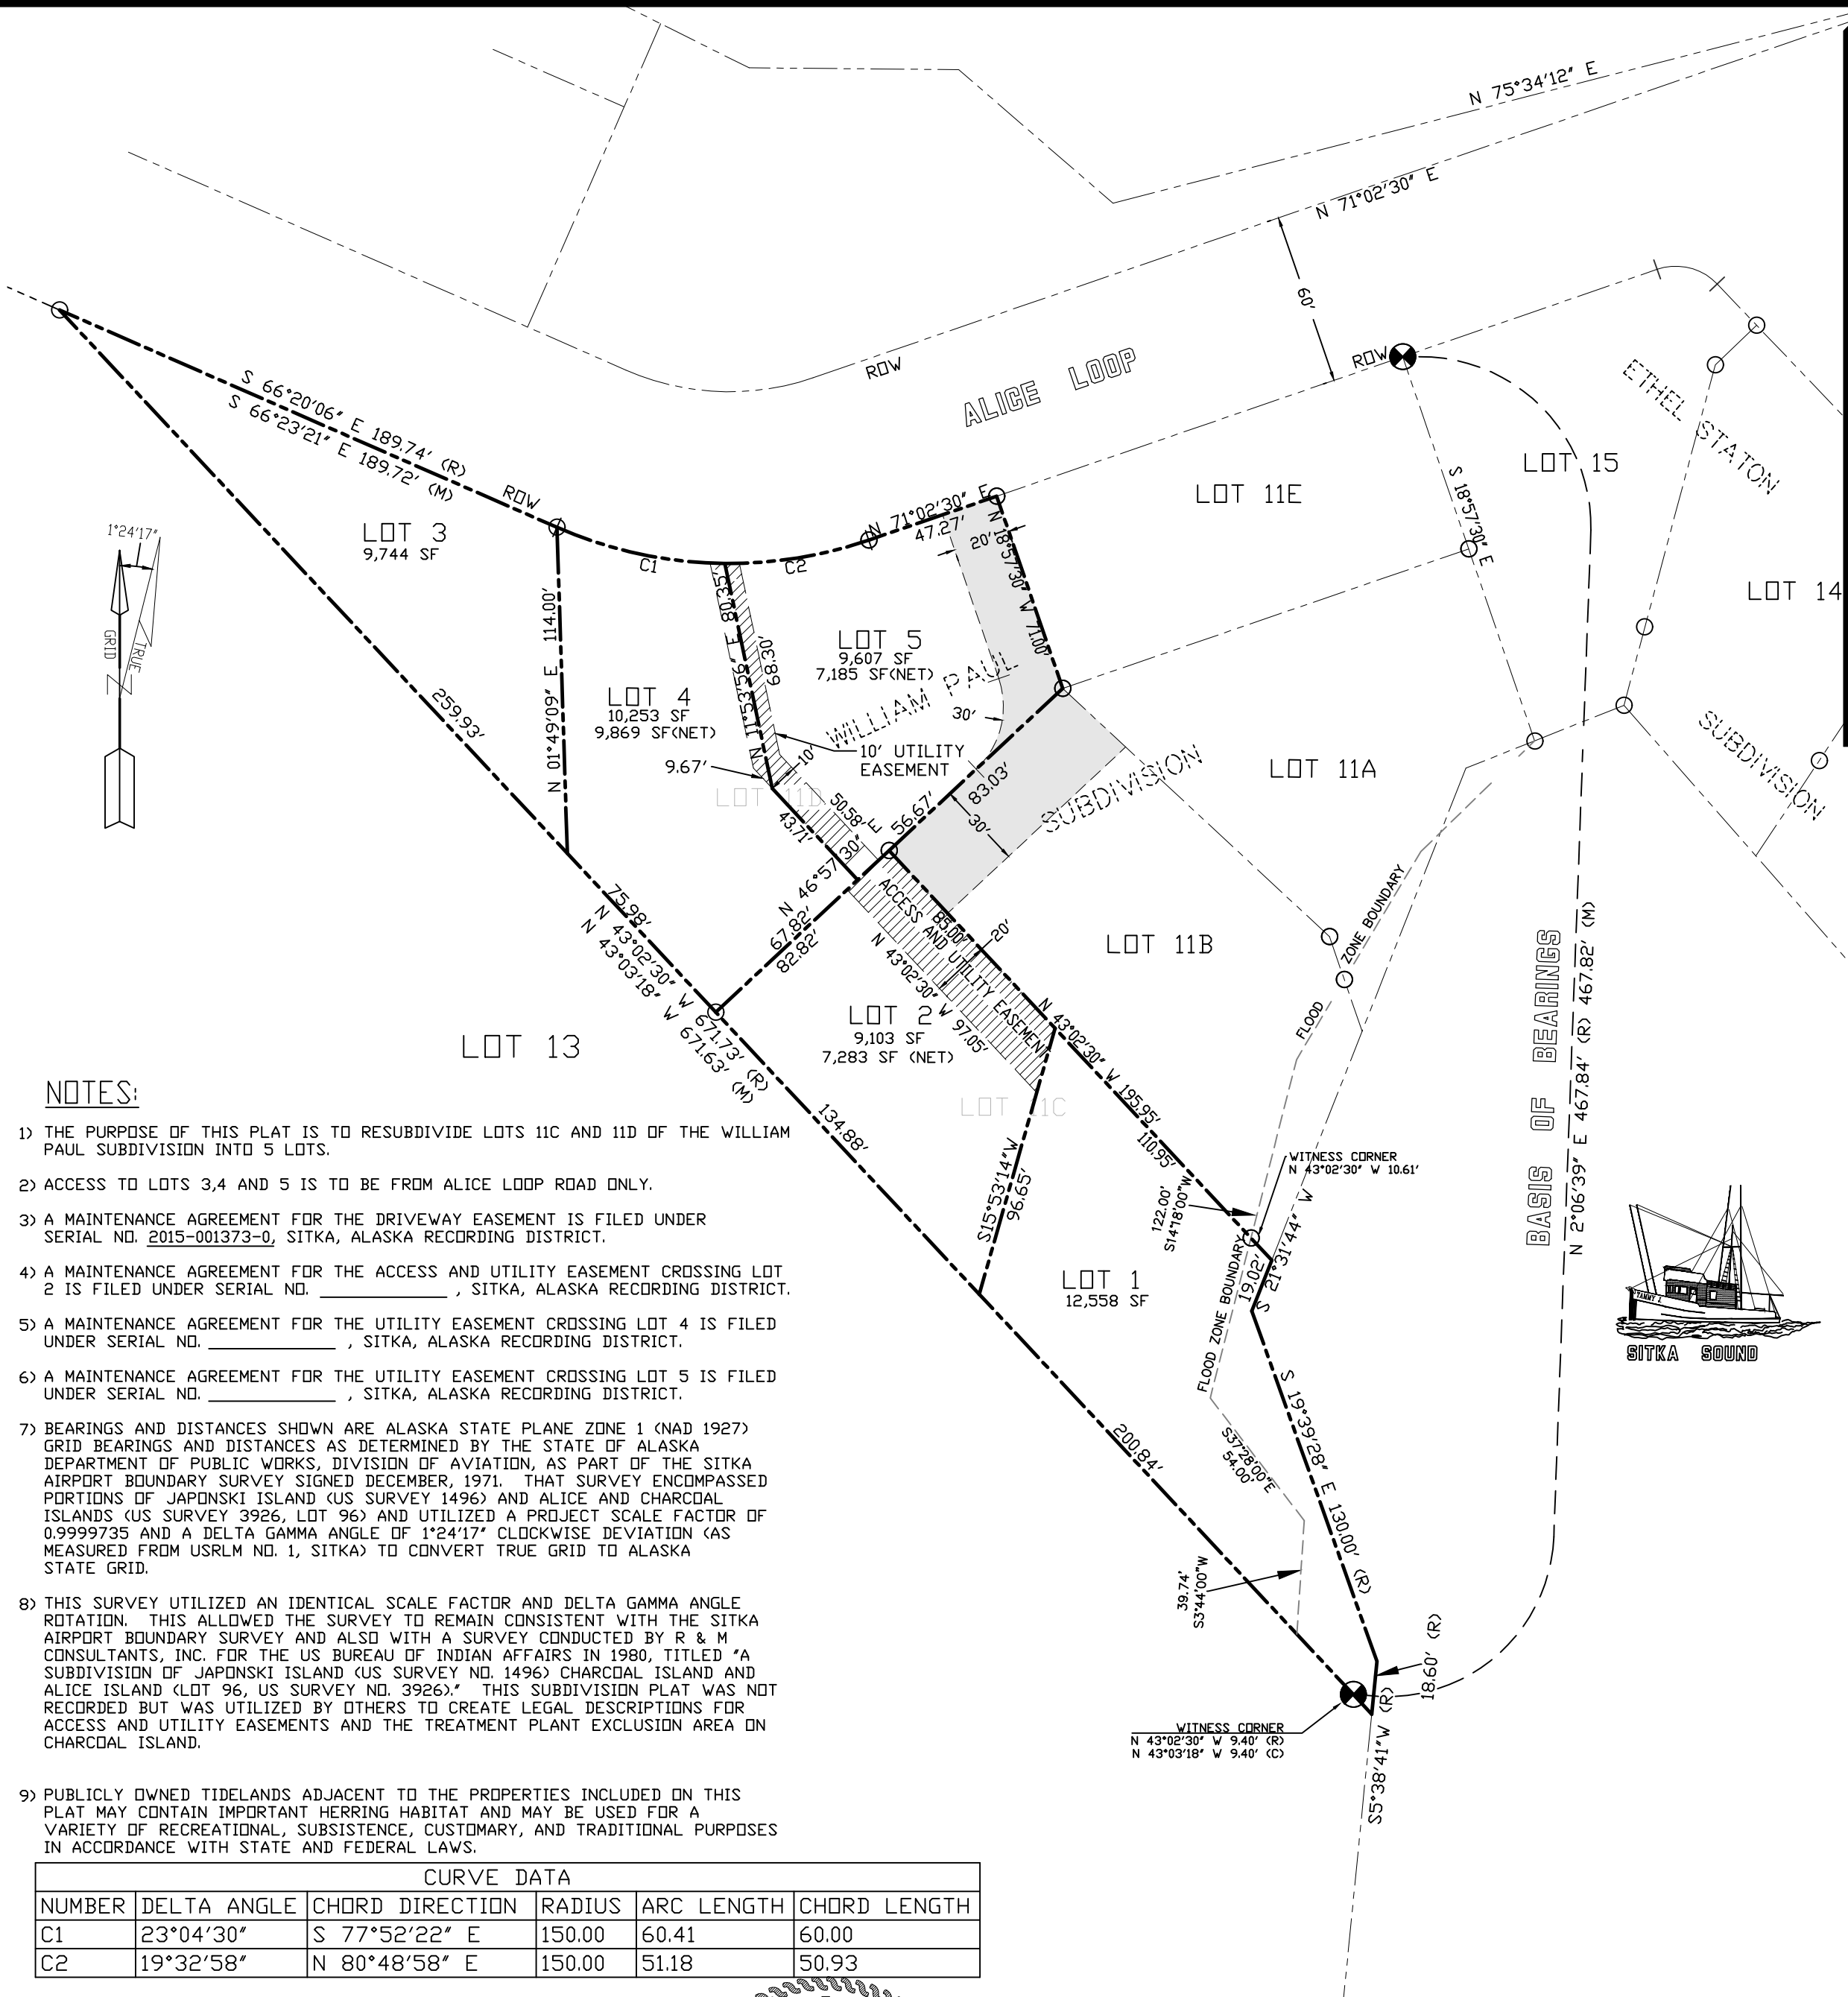 N 75°34'12" E
N 71°02'30" E
60'
ROW
ROW
ALICE LOOP
ETHEL STATON
SUBDIVISION
S 66°20'06" E 189.74' (R)
S 66°23'21" E 189.72' (M)
ROW
LOT 3
9,744 SF
1°24'17"
GRID
TRUE
N
C1
C2
N 71°02'30" E
47.27'
20'
N 18°57'30" W 71.00'
LOT 11E
LOT 15
S 18°57'30" E
LOT 14
N 01°49'09" E 114.00'
N 11°53'56" E 80.35'
68.30'
LOT 5
9,607 SF
7,185 SF(NET)
WILLIAM PAUL
SUBDIVISION
30'
LOT 4
10,253 SF
9,869 SF(NET)
10' UTILITY
EASEMENT
9.67'
10'
LOT 11D
259.93'
50.58'
43.71'
N 46°57'30" E
56.67'
83.03'
30'
67.82'
82.82'
LOT 11A
75.98'
N 43°02'30" W 671.73' (R)
N 43°03'18" W 671.63' (M)
ACCESS AND UTILITY EASEMENT
85.00'
20'
N 43°02'30" W 97.05'
LOT 11B
FLOOD ZONE BOUNDARY
LOT 13
LOT 2
9,103 SF
7,283 SF (NET)
N 43°02'30" W 195.95'
110.95'
LOT 11C
134.88'
S15°53'14"W
96.65'
WITNESS CORNER
N 43°02'30" W 10.61'
122.00'
S14°18'00"W
19.02'
S 21°31'44" W
LOT 1
12,558 SF
FLOOD ZONE BOUNDARY
BASIS OF BEARINGS
N 2°06'39" E 467.84' (R) 467.82' (M)
TAMMY Z
SITKA SOUND
S 19°39'28" E 130.00' (R)
S37°28'00"E
54.00'
200.84'
39.74'
S3°44'00"W
18.60' (R)
S5°38'41"W (R)
WITNESS CORNER
N 43°02'30" W 9.40' (R)
N 43°03'18" W 9.40' (C)
NOTES:
1) THE PURPOSE OF THIS PLAT IS TO RESUBDIVIDE LOTS 11C AND 11D OF THE WILLIAM
PAUL SUBDIVISION INTO 5 LOTS.
2) ACCESS TO LOTS 3,4 AND 5 IS TO BE FROM ALICE LOOP ROAD ONLY.
3) A MAINTENANCE AGREEMENT FOR THE DRIVEWAY EASEMENT IS FILED UNDER
SERIAL NO. 2015-001373-0, SITKA, ALASKA RECORDING DISTRICT.
4) A MAINTENANCE AGREEMENT FOR THE ACCESS AND UTILITY EASEMENT CROSSING LOT
2 IS FILED UNDER SERIAL NO. ____________ , SITKA, ALASKA RECORDING DISTRICT.
5) A MAINTENANCE AGREEMENT FOR THE UTILITY EASEMENT CROSSING LOT 4 IS FILED
UNDER SERIAL NO. ____________ , SITKA, ALASKA RECORDING DISTRICT.
6) A MAINTENANCE AGREEMENT FOR THE UTILITY EASEMENT CROSSING LOT 5 IS FILED
UNDER SERIAL NO. ____________ , SITKA, ALASKA RECORDING DISTRICT.
7) BEARINGS AND DISTANCES SHOWN ARE ALASKA STATE PLANE ZONE 1 (NAD 1927)
GRID BEARINGS AND DISTANCES AS DETERMINED BY THE STATE OF ALASKA
DEPARTMENT OF PUBLIC WORKS, DIVISION OF AVIATION, AS PART OF THE SITKA
AIRPORT BOUNDARY SURVEY SIGNED DECEMBER, 1971. THAT SURVEY ENCOMPASSED
PORTIONS OF JAPONSKI ISLAND (US SURVEY 1496) AND ALICE AND CHARCOAL
ISLANDS (US SURVEY 3926, LOT 96) AND UTILIZED A PROJECT SCALE FACTOR OF
0.9999735 AND A DELTA GAMMA ANGLE OF 1°24'17" CLOCKWISE DEVIATION (AS
MEASURED FROM USRLM NO. 1, SITKA) TO CONVERT TRUE GRID TO ALASKA
STATE GRID.
8) THIS SURVEY UTILIZED AN IDENTICAL SCALE FACTOR AND DELTA GAMMA ANGLE
ROTATION. THIS ALLOWED THE SURVEY TO REMAIN CONSISTENT WITH THE SITKA
AIRPORT BOUNDARY SURVEY AND ALSO WITH A SURVEY CONDUCTED BY R & M
CONSULTANTS, INC. FOR THE US BUREAU OF INDIAN AFFAIRS IN 1980, TITLED "A
SUBDIVISION OF JAPONSKI ISLAND (US SURVEY NO. 1496) CHARCOAL ISLAND AND
ALICE ISLAND (LOT 96, US SURVEY NO. 3926)." THIS SUBDIVISION PLAT WAS NOT
RECORDED BUT WAS UTILIZED BY OTHERS TO CREATE LEGAL DESCRIPTIONS FOR
ACCESS AND UTILITY EASEMENTS AND THE TREATMENT PLANT EXCLUSION AREA ON
CHARCOAL ISLAND.
9) PUBLICLY OWNED TIDELANDS ADJACENT TO THE PROPERTIES INCLUDED ON THIS
PLAT MAY CONTAIN IMPORTANT HERRING HABITAT AND MAY BE USED FOR A
VARIETY OF RECREATIONAL, SUBSISTENCE, CUSTOMARY, AND TRADITIONAL PURPOSES
IN ACCORDANCE WITH STATE AND FEDERAL LAWS.
CURVE DATA
NUMBER DELTA ANGLE CHORD DIRECTION RADIUS ARC LENGTH CHORD LENGTH
C1 23°04'30" S 77°52'22" E 150.00 60.41 60.00
C2 19°32'58" N 80°48'58" E 150.00 51.18 50.93